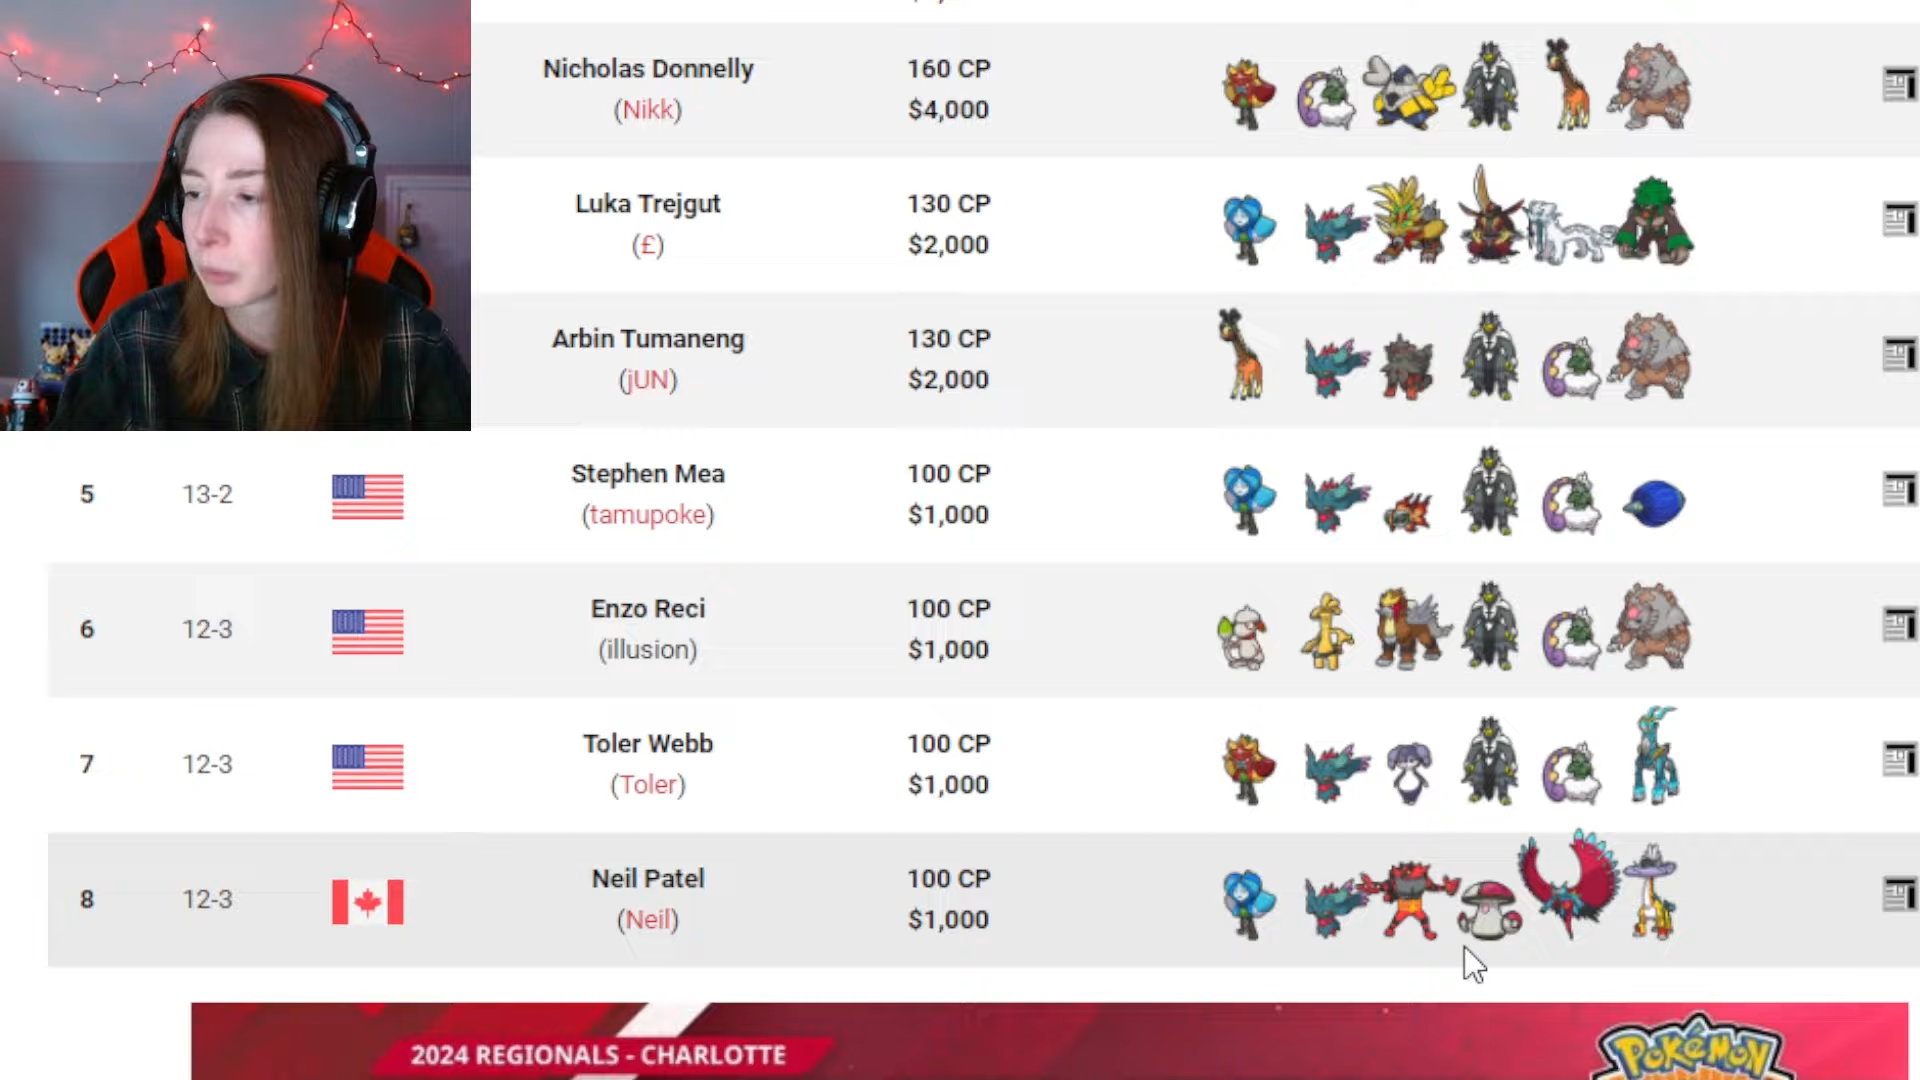 Nicholas Donnelly 160 CP
(Nikk) $4,000
Luka Trejgut 130 CP
(£) $2,000
Arbin Tumaneng 130 CP
(jUN) $2,000
5 13-2 Stephen Mea 100 CP
(tamupoke) $1,000
6 12-3 Enzo Reci 100 CP
(illusion) $1,000
7 12-3 Toler Webb 100 CP
(Toler) $1,000
8 12-3 Neil Patel 100 CP
(Neil) $1,000
2024 REGIONALS - CHARLOTTE
POKéMON